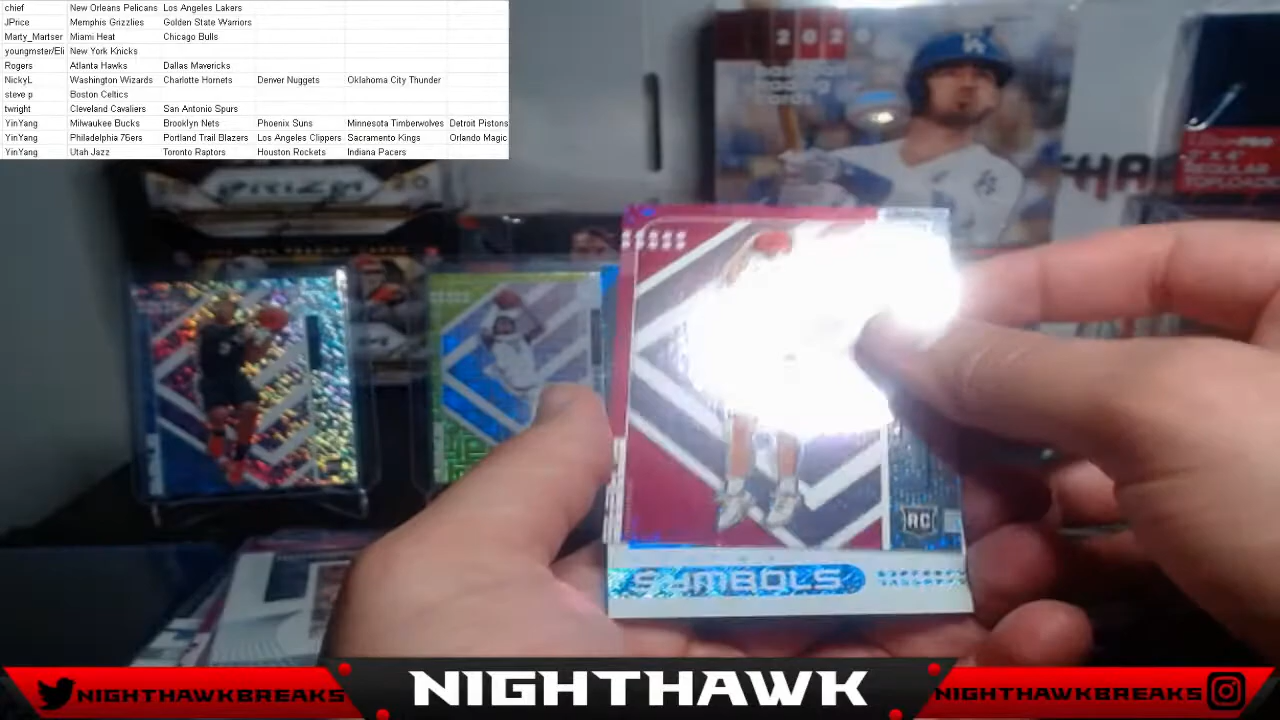 chief New Orleans Pelicans Los Angeles Lakers
JPrice Memphis Grizzlies Golden State Warriors
Marty_Martser Miami Heat Chicago Bulls
youngmster/Eli New York Knicks
Rogers Atlanta Hawks Dallas Mavericks
NickyL Washington Wizards Charlotte Hornets Denver Nuggets Oklahoma City Thunder
steve p Boston Celtics
twright Cleveland Cavaliers San Antonio Spurs
YinYang Milwaukee Bucks Brooklyn Nets Phoenix Suns Minnesota Timberwolves Detroit Pistons
YinYang Philadelphia 76ers Portland Trail Blazers Los Angeles Clippers Sacramento Kings Orlando Magic
YinYang Utah Jazz Toronto Raptors Houston Rockets Indiana Pacers
PRIZM
3" X 4"
REGULAR
TOPLOADER
RC
SYMBOLS
NIGHTHAWKBREAKS
NIGHTHAWK
NIGHTHAWKBREAKS